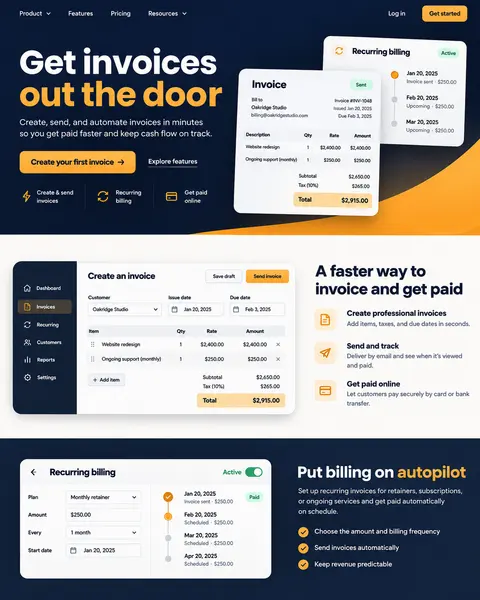 Product Features Pricing Resources Log in Get started
Get invoices
out the door
Create, send, and automate invoices in minutes
so you get paid faster and keep cash flow on track.
Create your first invoice →
Explore features
Create & send
invoices
Recurring
billing
Get paid
online
Recurring billing Active
Jan 20, 2025
Invoice sent · $250.00
Feb 20, 2025
Upcoming · $250.00
Mar 20, 2025
Upcoming · $250.00
Invoice Sent
Bill to
Oakridge Studio
billing@oakridgestudio.com
Invoice #INV-1048
Issued Jan 20, 2025
Due Feb 3, 2025
Description Qty Rate Amount
Website redesign 1 $2,400.00 $2,400.00
Ongoing support (monthly) 1 $250.00 $250.00
Subtotal $2,650.00
Tax (10%) $265.00
Total $2,915.00
Dashboard
Invoices
Recurring
Customers
Reports
Settings
Create an invoice Save draft Send invoice
Customer Issue date Due date
Oakridge Studio Jan 20, 2025 Feb 3, 2025
Item Qty Rate Amount
Website redesign 1 $2,400.00 $2,400.00 ×
Ongoing support (monthly) 1 $250.00 $250.00 ×
+ Add item
Subtotal $2,650.00
Tax (10%) $265.00
Total $2,915.00
A faster way to
invoice and get paid
Create professional invoices
Add items, taxes, and due dates in seconds.
Send and track
Deliver by email and see when it's viewed
and paid.
Get paid online
Let customers pay securely by card or bank
transfer.
← Recurring billing Active
Plan Monthly retainer
Amount $250.00
Every 1 month
Start date Jan 20, 2025
Jan 20, 2025 Paid
Invoice sent · $250.00
Feb 20, 2025
Scheduled · $250.00
Mar 20, 2025
Scheduled · $250.00
Apr 20, 2025
Scheduled · $250.00
Put billing on autopilot
Set up recurring invoices for retainers, subscriptions,
or ongoing services and get paid automatically
on schedule.
Choose the amount and billing frequency
Send invoices automatically
Keep revenue predictable